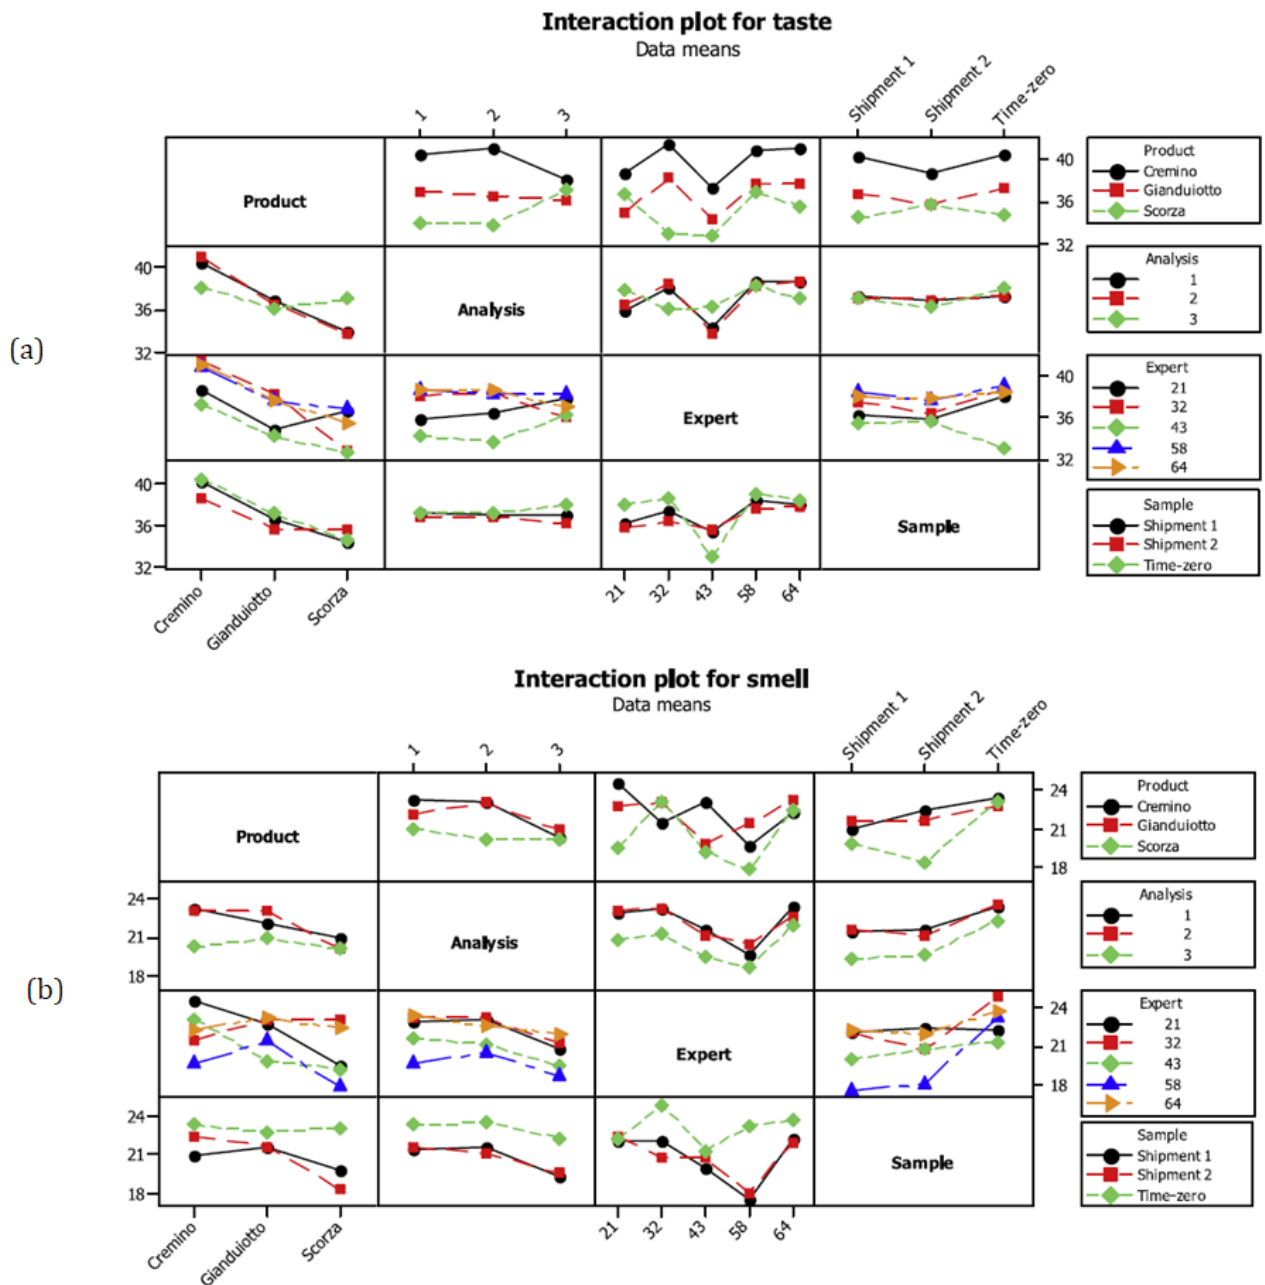 Interaction plot for taste
Data means
Shipment 1 Shipment 2 Time-zero
1 2 3
Product
40
36
32
Product
Cremino
Gianduiotto
Scorza
40
36
32
Analysis
Analysis
1
2
3
(a)
Expert
40
36
32
Expert
21
32
43
58
64
40
36
32
Sample
Sample
Shipment 1
Shipment 2
Time-zero
Cremino Gianduiotto Scorza
21 32 43 58 64
Interaction plot for smell
Data means
Shipment 1 Shipment 2 Time-zero
1 2 3
Product
24
21
18
Product
Cremino
Gianduiotto
Scorza
24
21
18
Analysis
Analysis
1
2
3
(b)
Expert
24
21
18
Expert
21
32
43
58
64
24
21
18
Sample
Sample
Shipment 1
Shipment 2
Time-zero
Cremino Gianduiotto Scorza
21 32 43 58 64